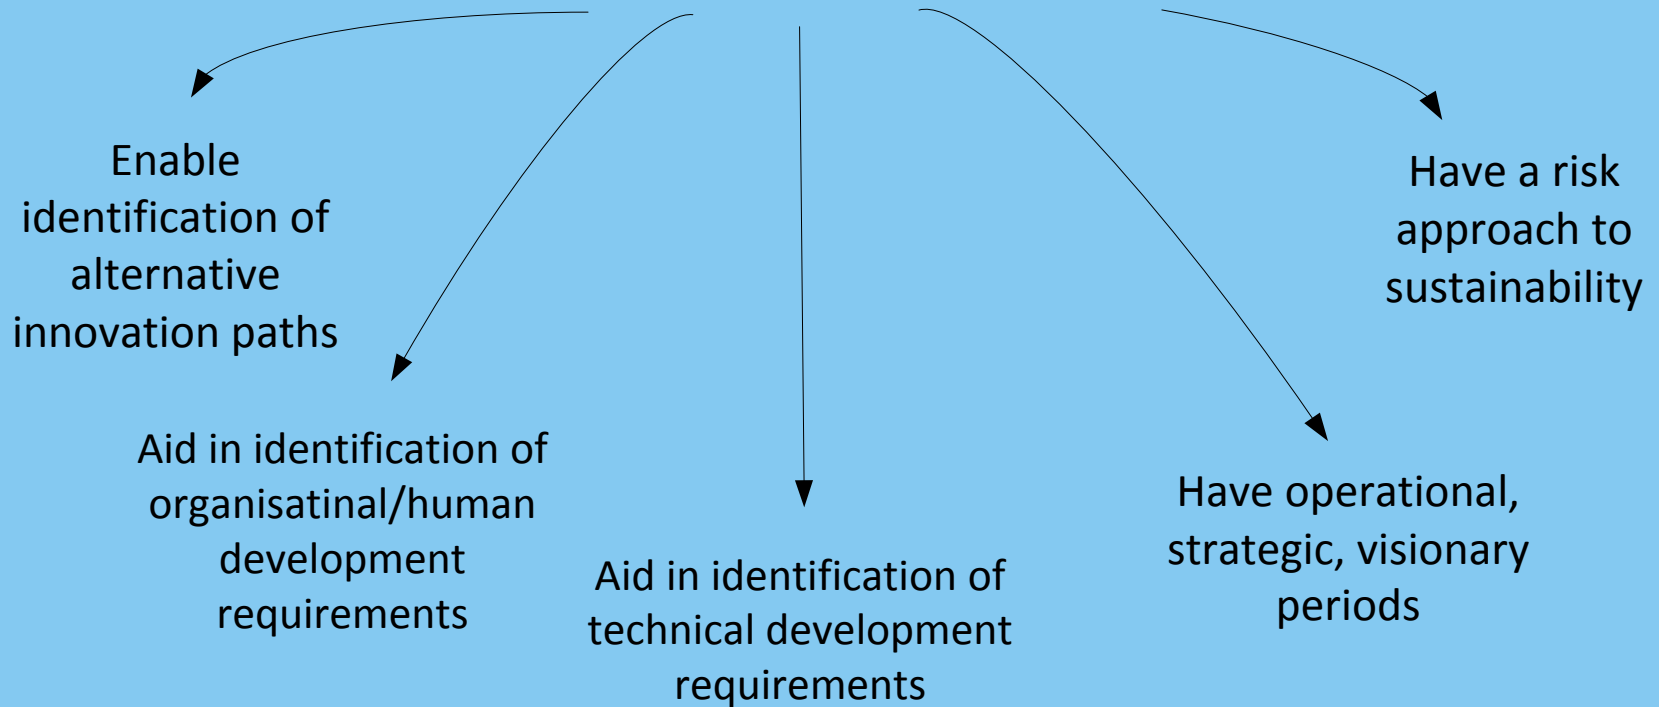 Enable
identification of
alternative
innovation paths
Aid in identification of
organisatinal/human
development
requirements
Aid in identification of
technical development
requirements
Have operational,
strategic, visionary
periods
Have a risk
approach to
sustainability